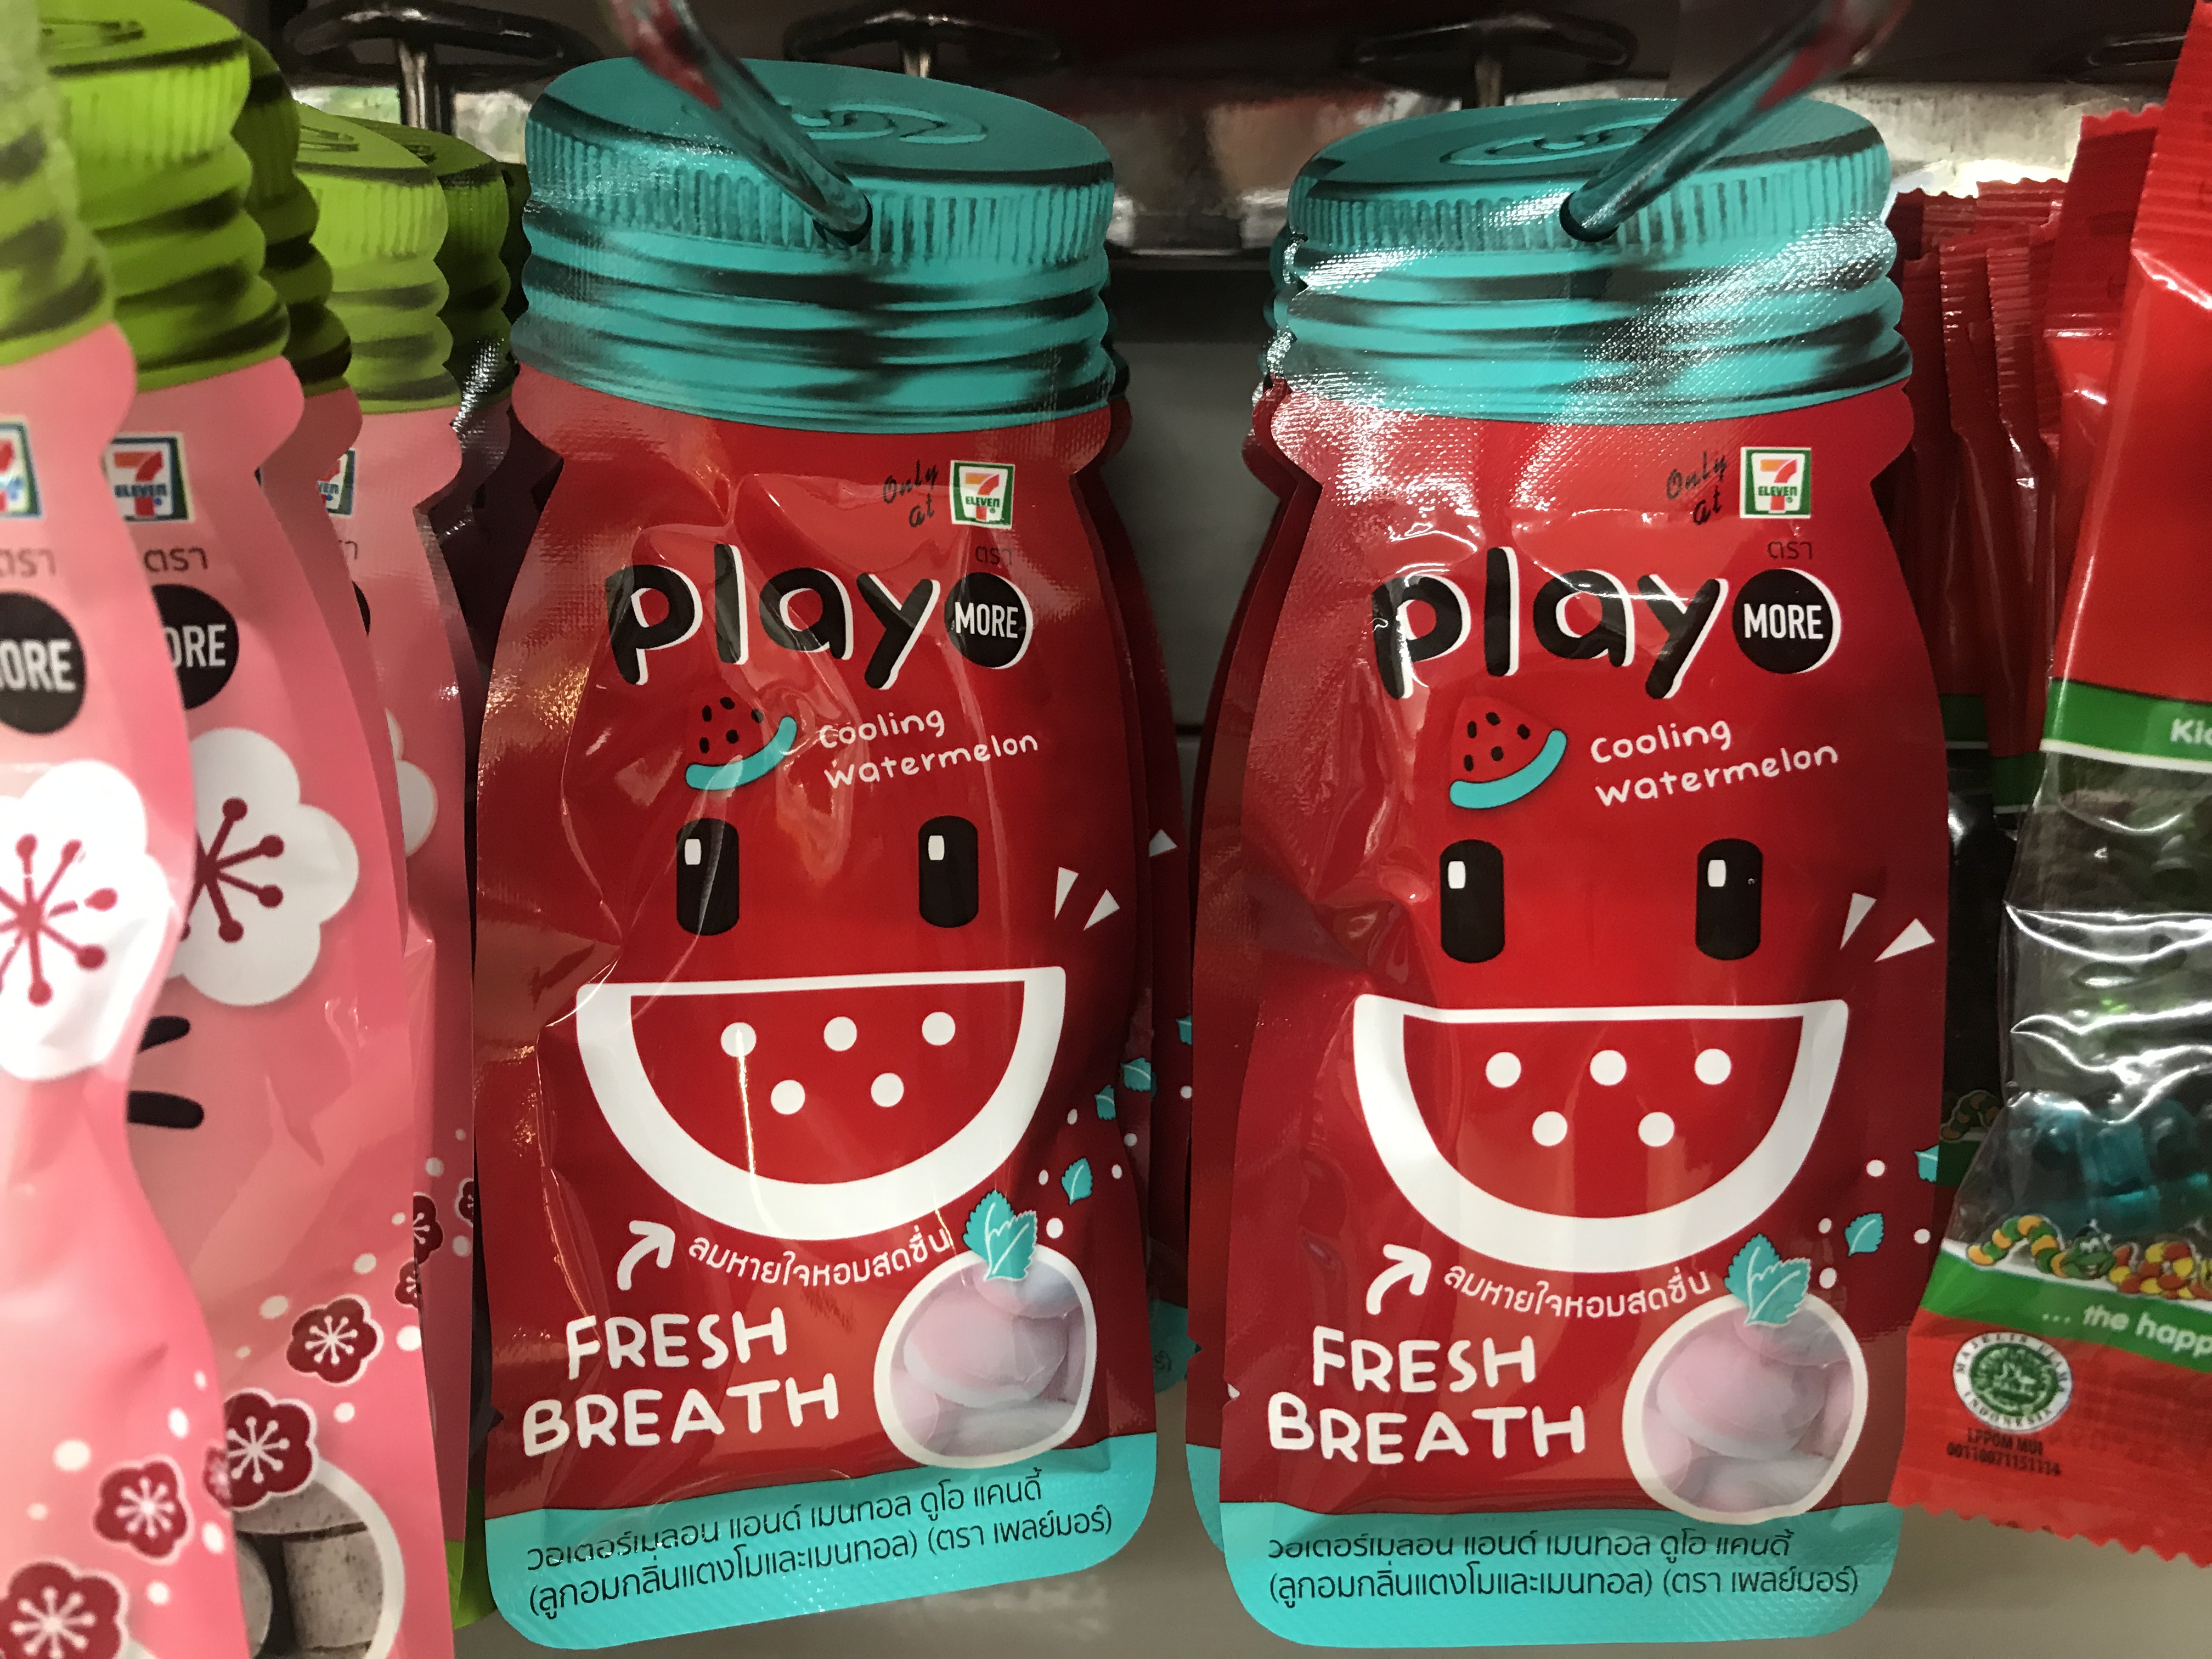 7
ELEVEN
ตรา
ORE
7
ELEVEN
ตรา
ORE
Only
at
7
ELEVEN
ตรา
play MORE
Cooling
watermelon
ลมหายใจหอมสดชื่น
FRESH
BREATH
วอเตอร์เมลอน แอนด์ เมนทอล ดูโอ แคนดี้
(ลูกอมกลิ่นแตงโมและเมนทอล) (ตรา เพลย์มอร์)
Only
at
7
ELEVEN
ตรา
play MORE
Cooling
watermelon
ลมหายใจหอมสดชื่น
FRESH
BREATH
วอเตอร์เมลอน แอนด์ เมนทอล ดูโอ แคนดี้
(ลูกอมกลิ่นแตงโมและเมนทอล) (ตรา เพลย์มอร์)
... the happ
MAJELIS ULAMA
INDONESIA
LPPOM MUI